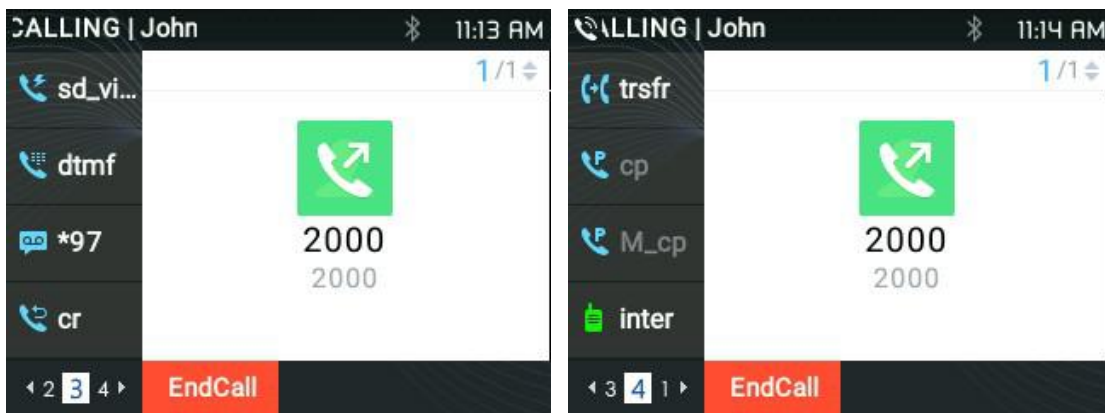 CALLING | John 11:13 AM
1/1
sd_vi...
dtmf
*97
cr
2000
2000
2 3 4 EndCall
ALLING | John 11:14 AM
1/1
trsfr
cp
M_cp
inter
2000
2000
3 4 1 EndCall